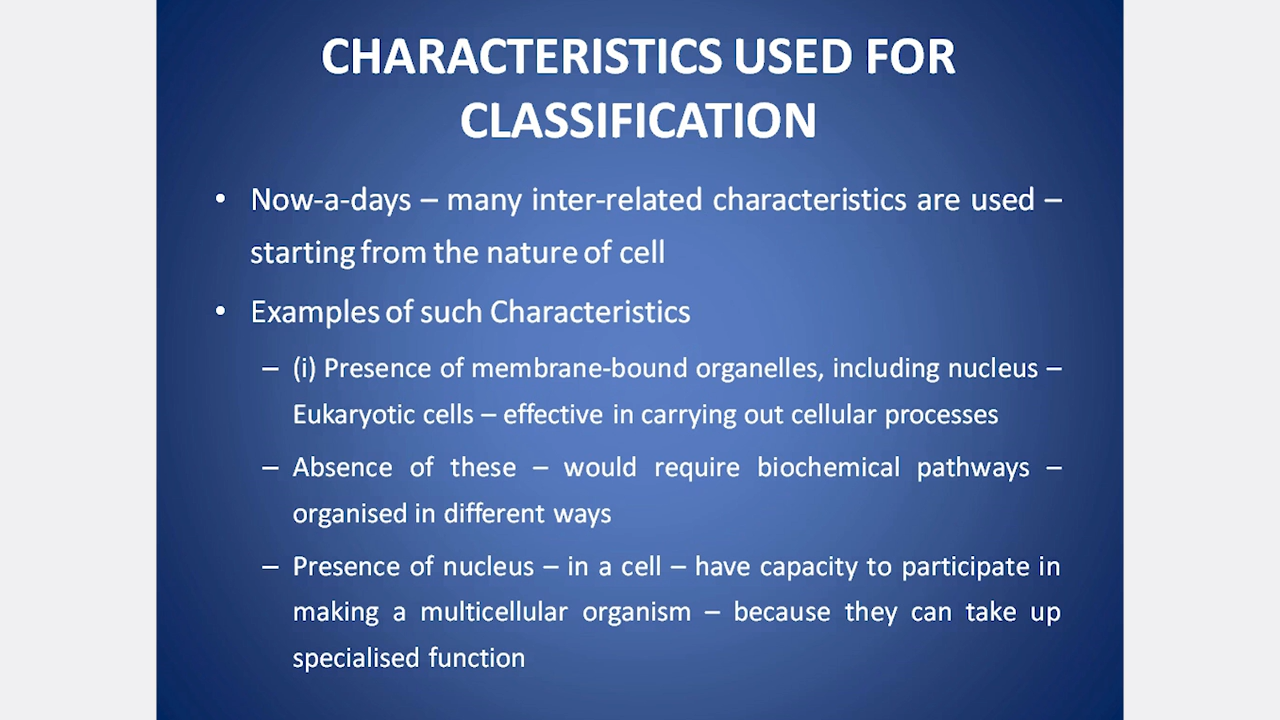 CHARACTERISTICS USED FOR
CLASSIFICATION
• Now-a-days – many inter-related characteristics are used –
starting from the nature of cell
• Examples of such Characteristics
– (i) Presence of membrane-bound organelles, including nucleus –
Eukaryotic cells – effective in carrying out cellular processes
– Absence of these – would require biochemical pathways –
organised in different ways
– Presence of nucleus – in a cell – have capacity to participate in
making a multicellular organism – because they can take up
specialised function